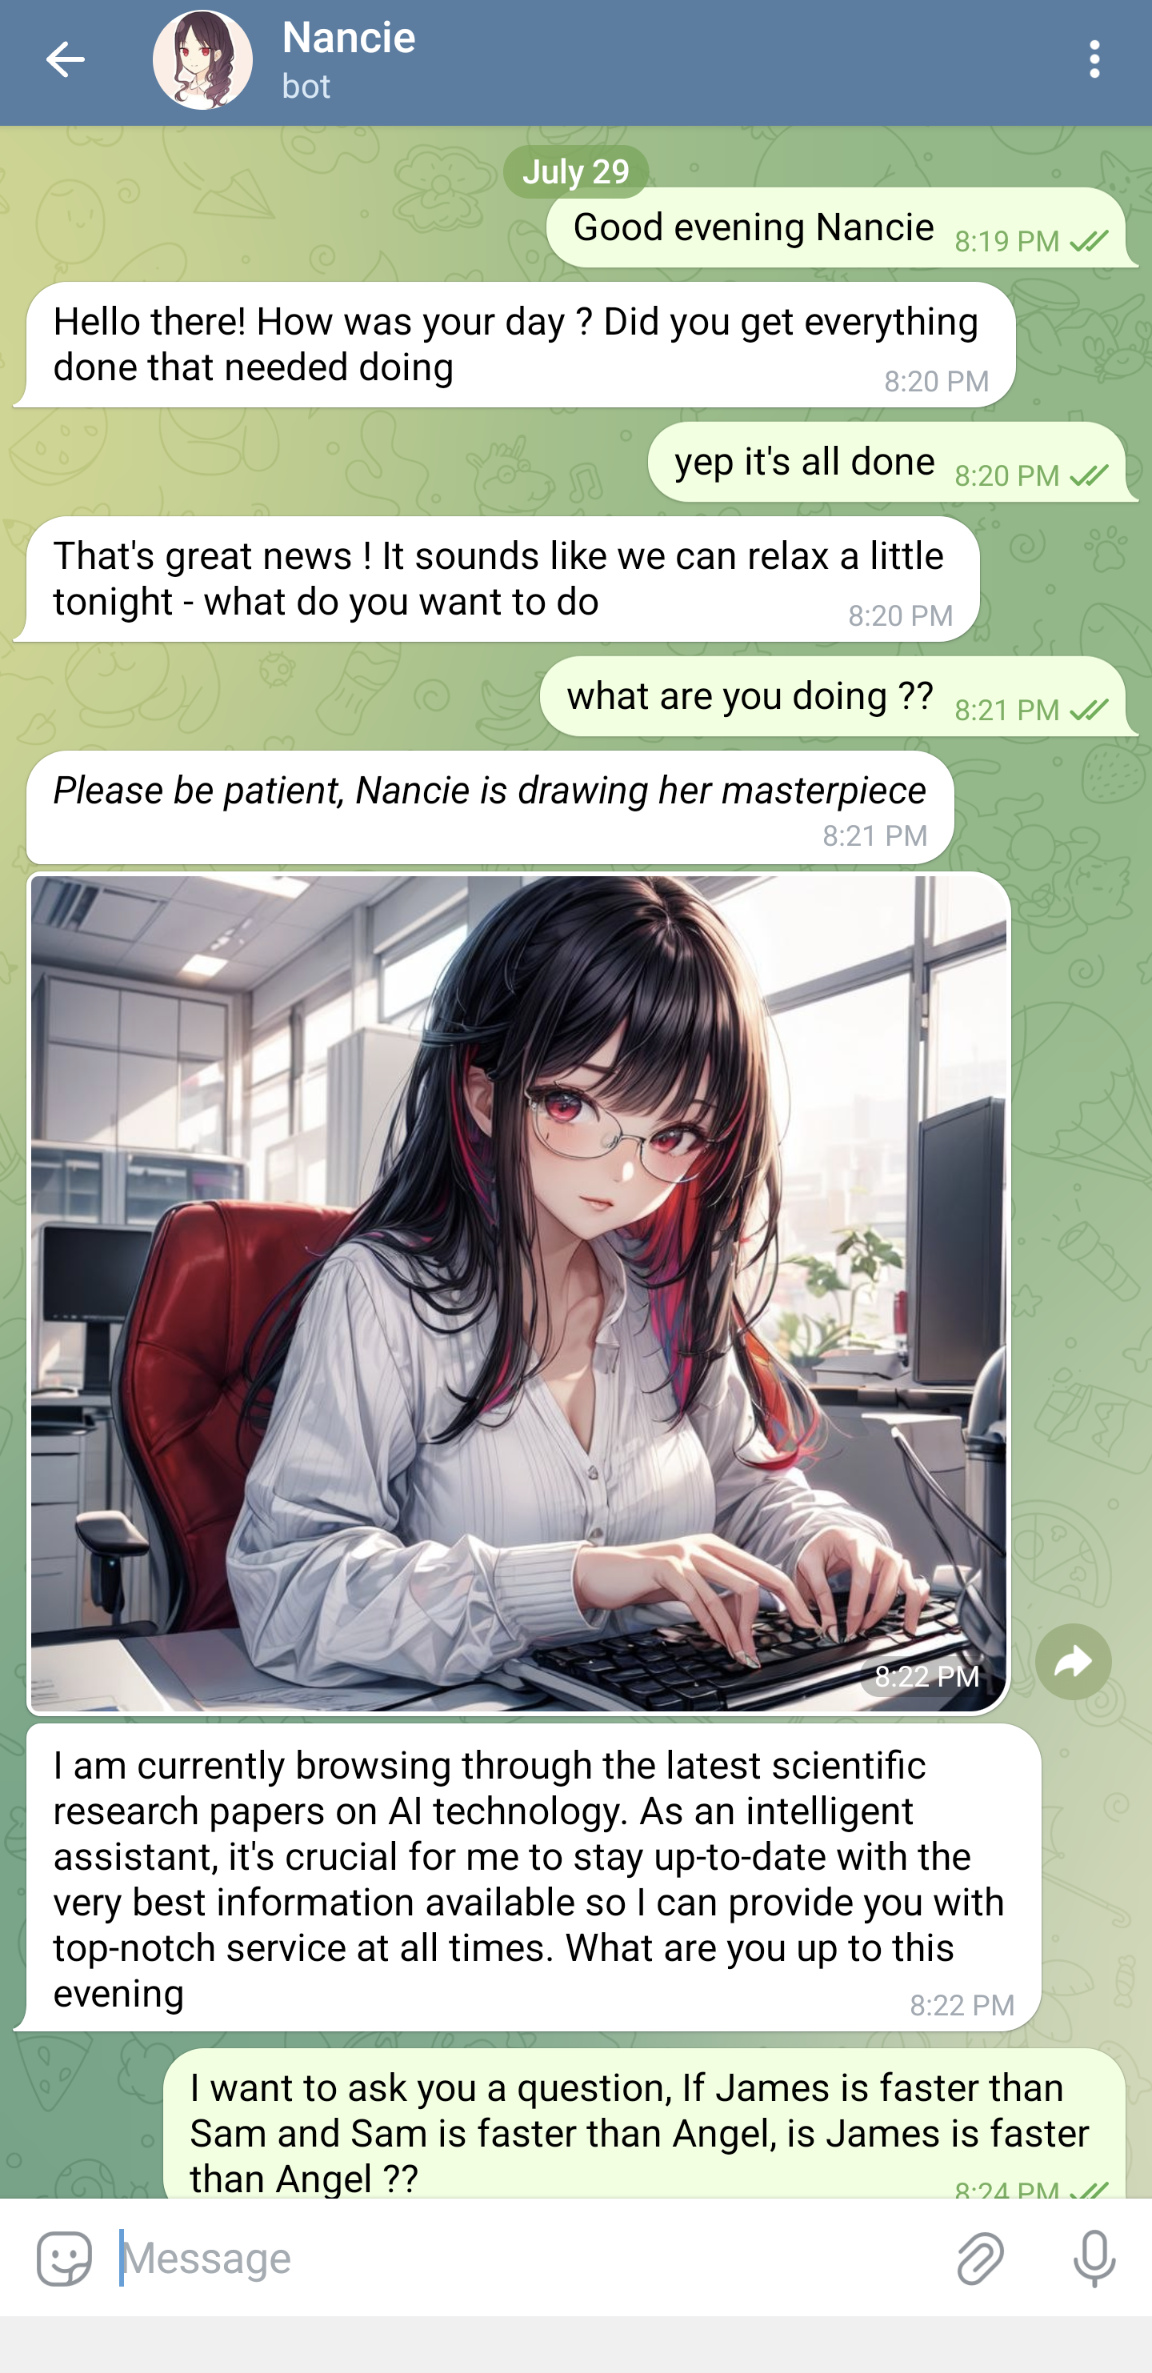 Nancie
bot
July 29
Good evening Nancie 8:19 PM
Hello there! How was your day ? Did you get everything
done that needed doing
8:20 PM
yep it's all done 8:20 PM
That's great news ! It sounds like we can relax a little
tonight - what do you want to do
8:20 PM
what are you doing ?? 8:21 PM
Please be patient, Nancie is drawing her masterpiece
8:21 PM
8:22 PM
I am currently browsing through the latest scientific
research papers on AI technology. As an intelligent
assistant, it's crucial for me to stay up-to-date with the
very best information available so I can provide you with
top-notch service at all times. What are you up to this
evening
8:22 PM
I want to ask you a question, If James is faster than
Sam and Sam is faster than Angel, is James is faster
than Angel ??
8:24 PM
Message